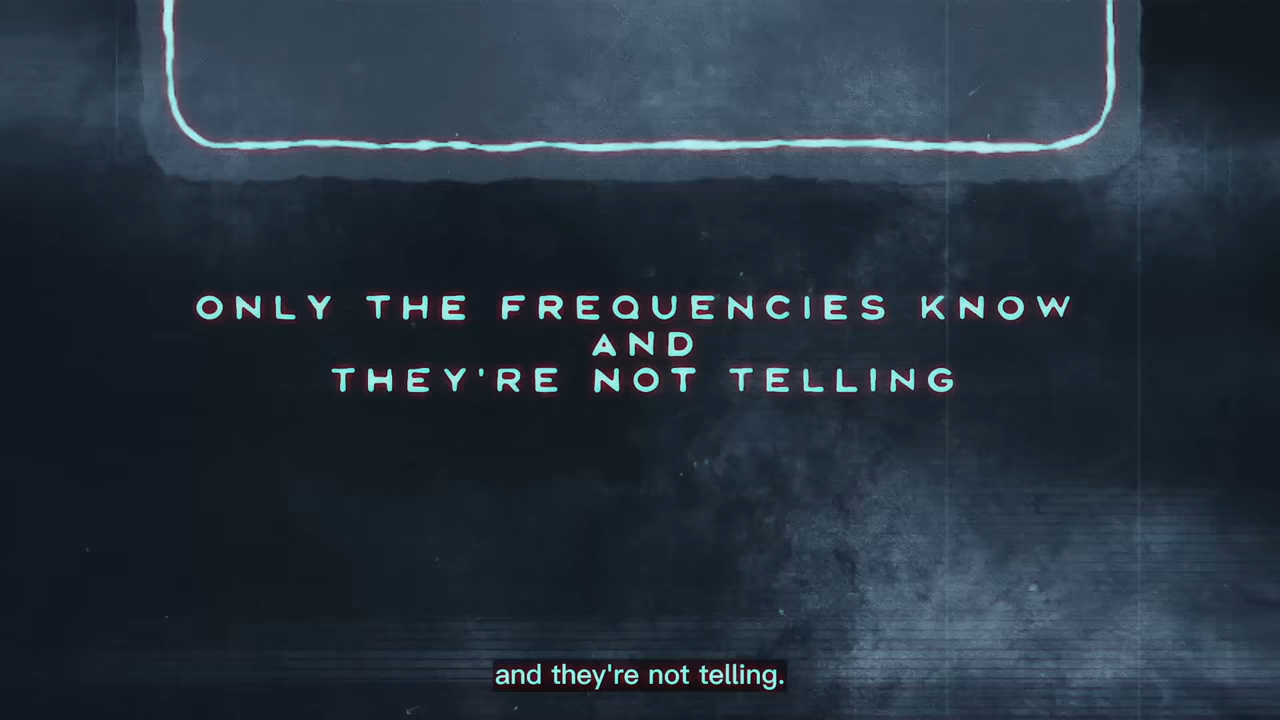 ONLY THE FREQUENCIES KNOW
AND
THEY'RE NOT TELLING
and they're not telling.